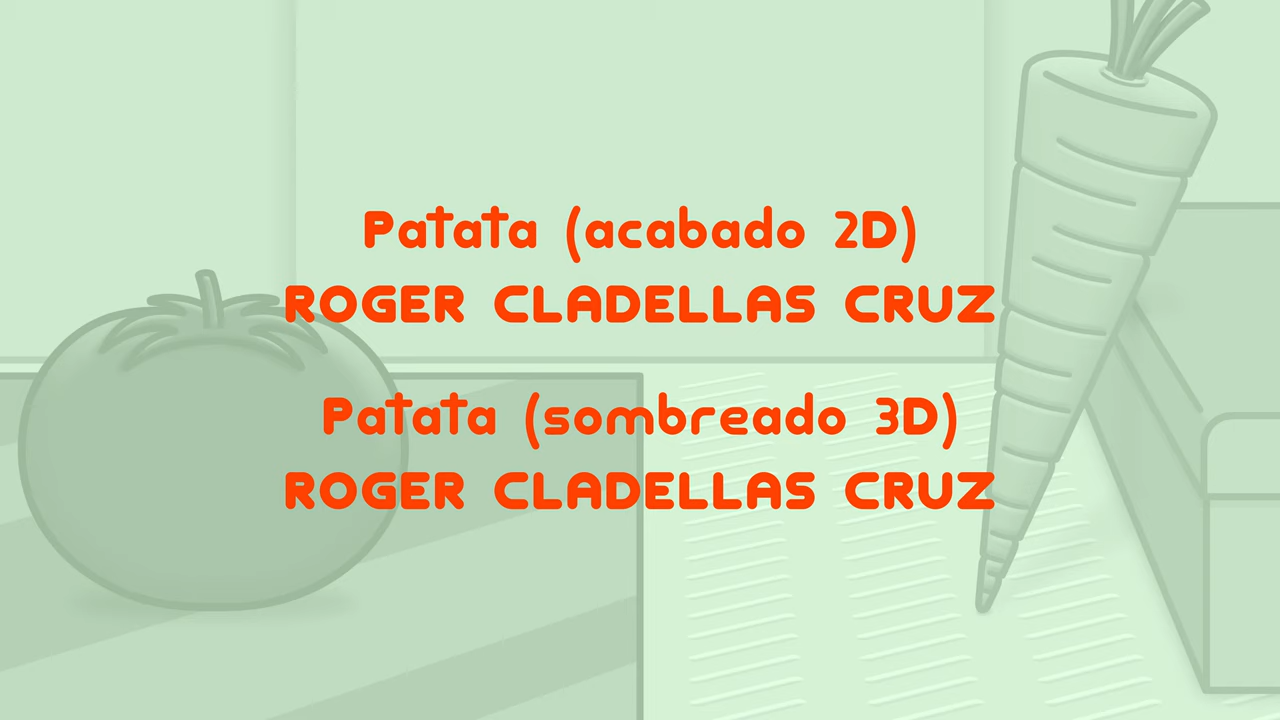 Patata (acabado 2D)
ROGER CLADELLAS CRUZ
Patata (sombreado 3D)
ROGER CLADELLAS CRUZ